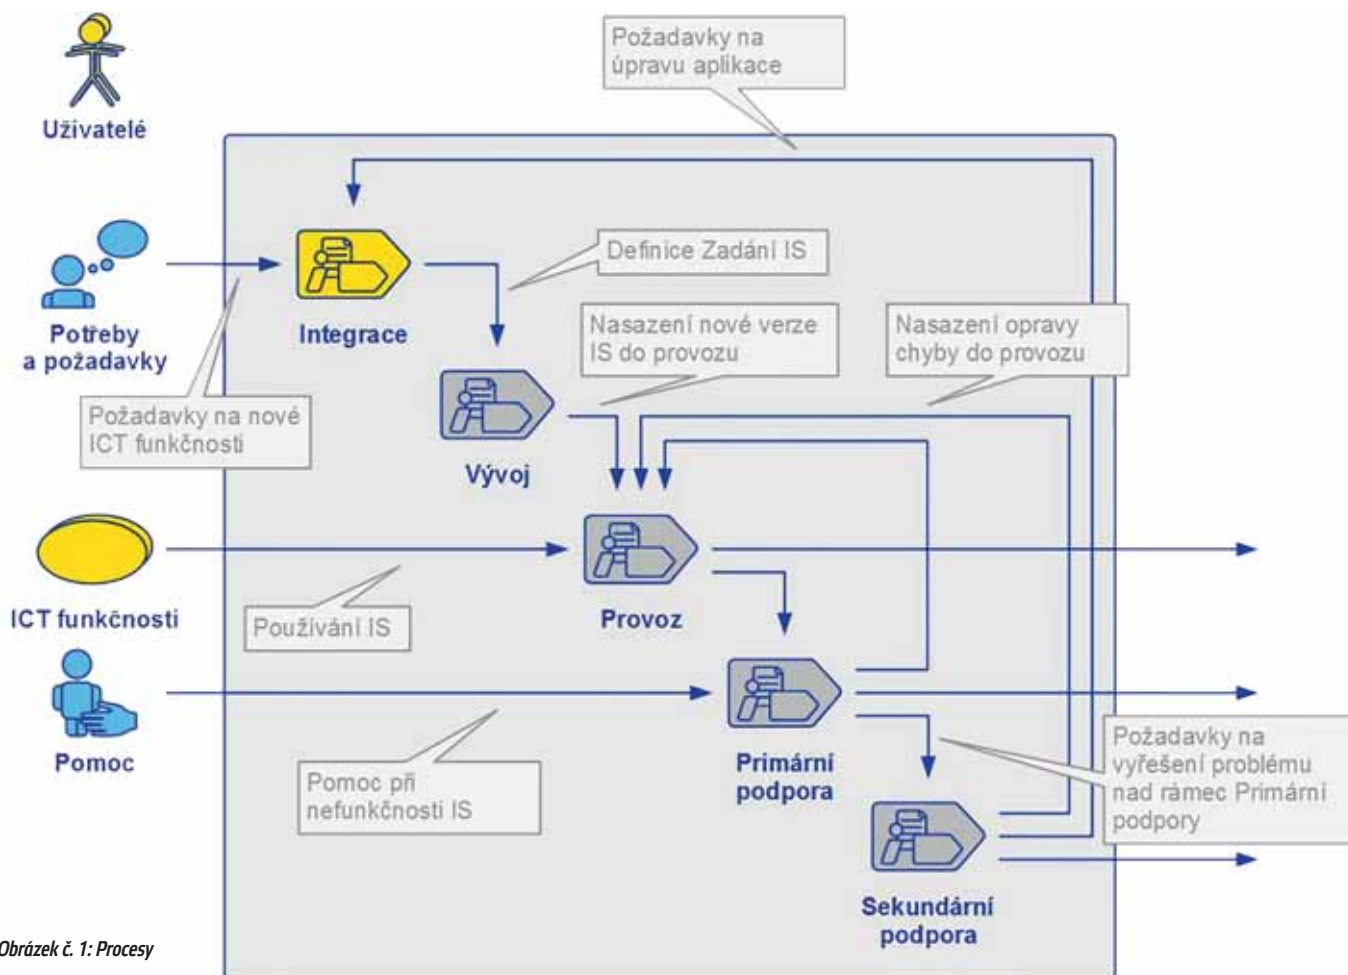 Požadavky na
úpravu aplikace
Uživatelé
Definice Zadání IS
Integrace
Potřeby
a požadavky
Nasazení nové verze
IS do provozu
Nasazení opravy
chyby do provozu
Požadavky na nové
ICT funkčnosti
Vývoj
ICT funkčnosti
Používání IS
Provoz
Pomoc
Pomoc při
nefunkčnosti IS
Primární
podpora
Požadavky na
vyřešení problému
nad rámec Primární
podpory
Sekundární
podpora
Obrázek č. 1: Procesy